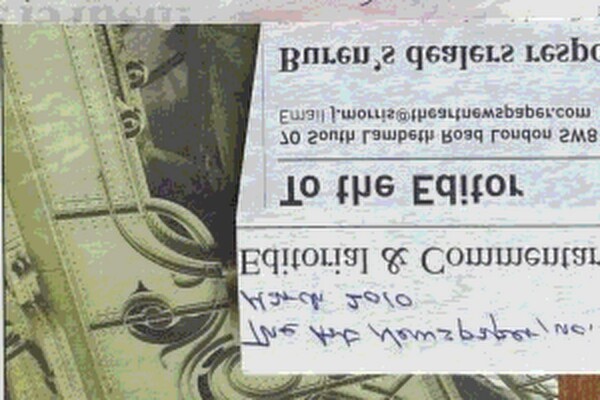 The Art Newspaper, no.
March 2010
Editorial & Commentar
To the Editor
70 South Lambeth Road London SW8
Email j.morris@theartnewspaper.com
Buren's dealers respo